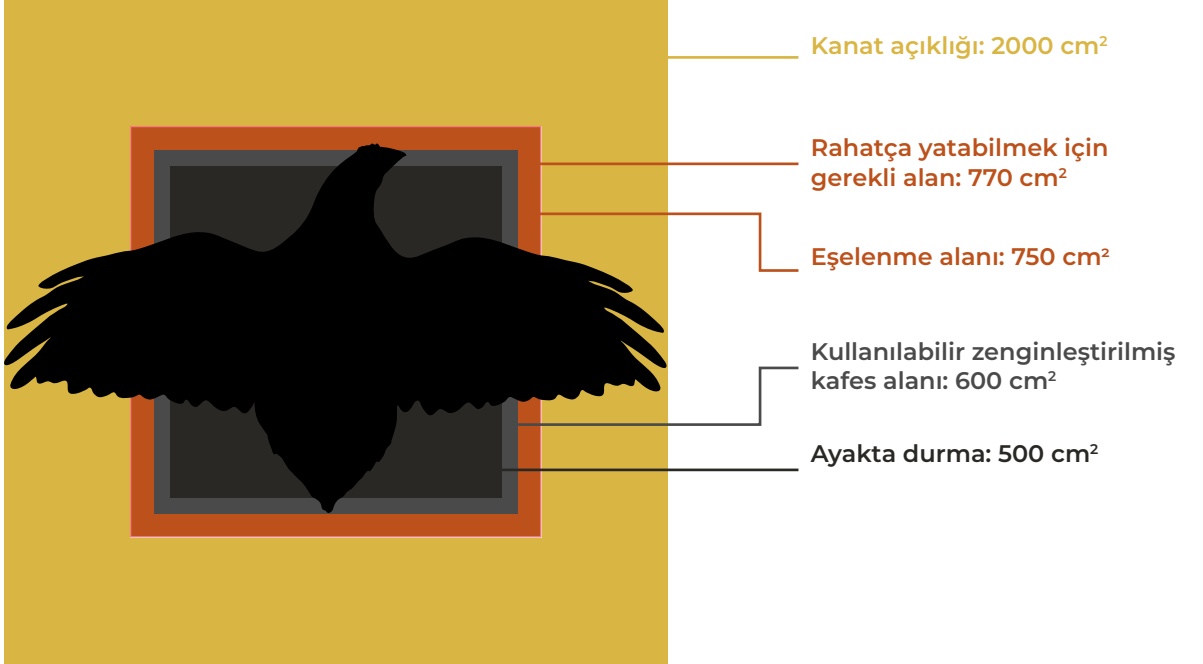 Kanat açıklığı: 2000 cm²
Rahatça yatabilmek için
gerekli alan: 770 cm²
Eşelenme alanı: 750 cm²
Kullanılabilir zenginleştirilmiş
kafes alanı: 600 cm²
Ayakta durma: 500 cm²